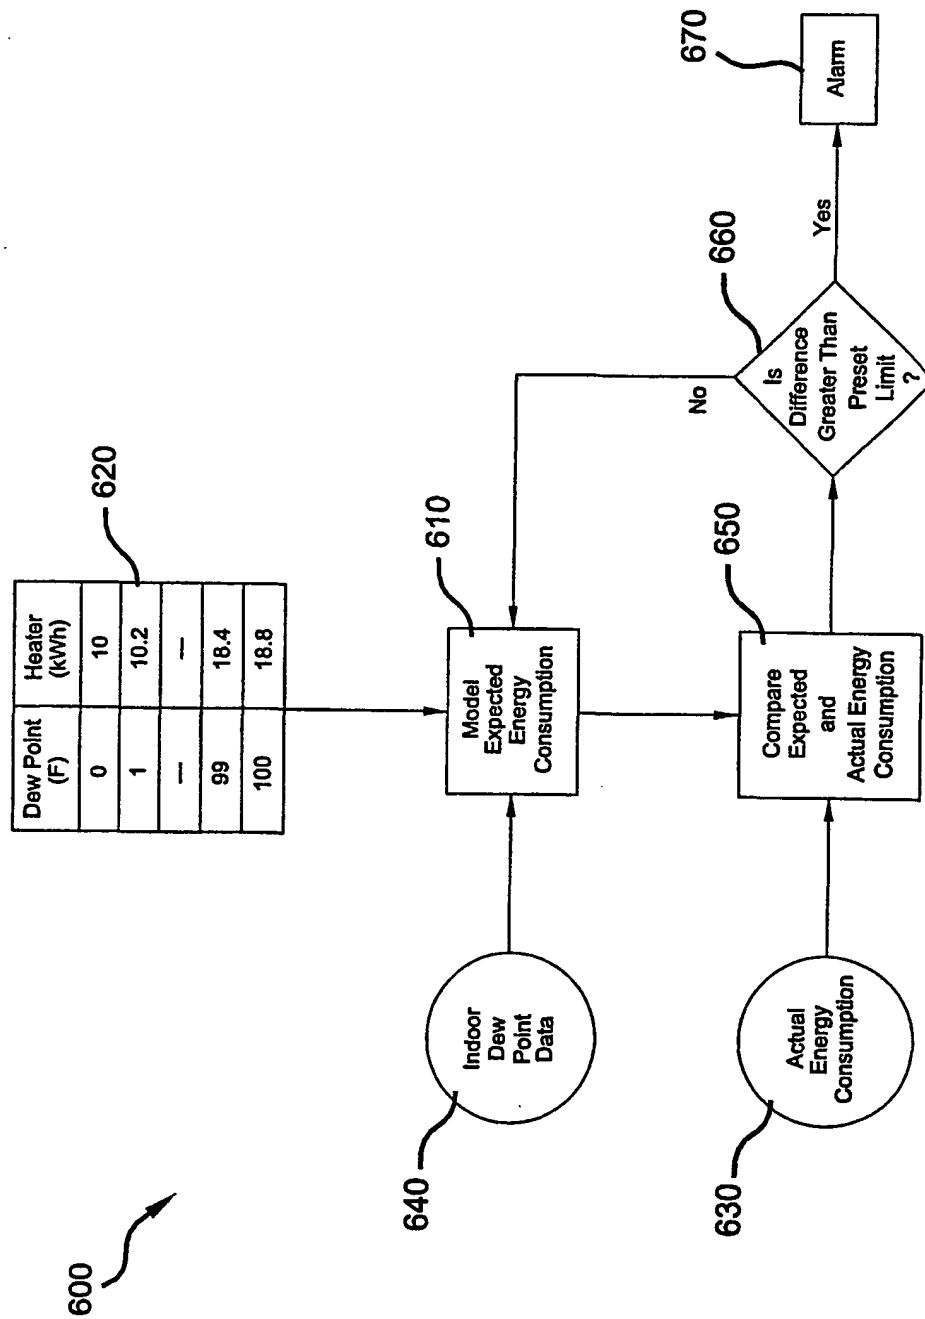 600
Dew Point
(F)
Heater
(kWh)
0
10
1
10.2
—
—
99
18.4
100
18.8
620
640
Indoor
Dew
Point
Data
610
Model
Expected
Energy
Consumption
630
Actual
Energy
Consumption
650
Compare
Expected
and
Actual Energy
Consumption
660
Is
Difference
Greater Than
Preset
Limit
?
No
Yes
670
Alarm